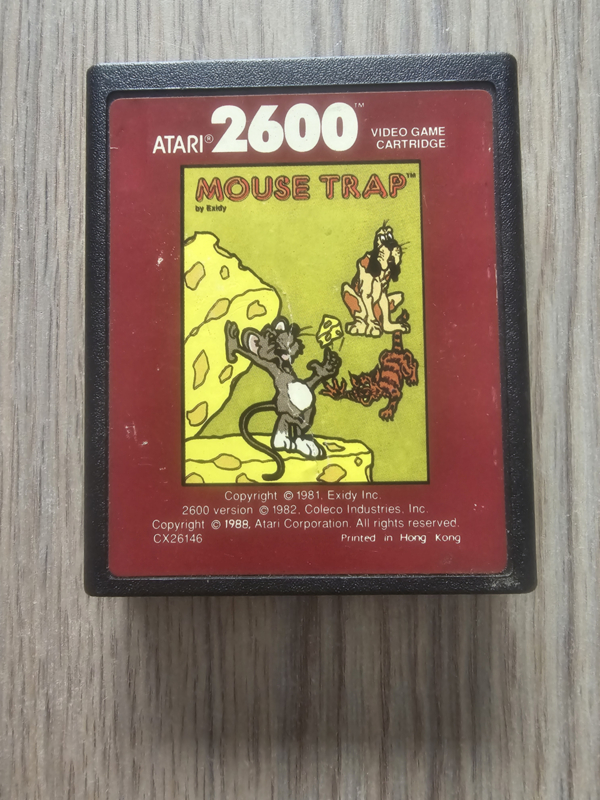 ATARI® 2600™ VIDEO GAME CARTRIDGE
MOUSE TRAP™
by Exidy
Copyright © 1981, Exidy Inc.
2600 version © 1982, Coleco Industries, Inc.
Copyright © 1988, Atari Corporation. All rights reserved.
CX26146 Printed in Hong Kong